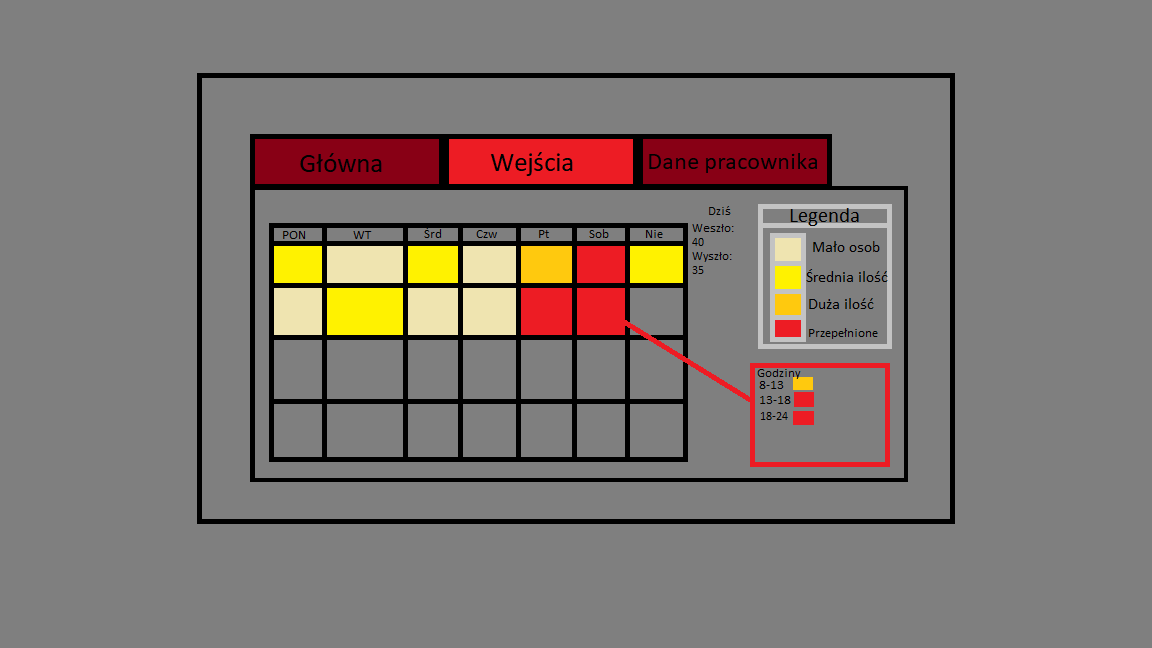 Główna Wejścia Dane pracownika
PON WT Śrd Czw Pt Sob Nie
Dziś
Weszło:
40
Wyszło:
35
Legenda
Mało osob
Średnia ilość
Duża ilość
Przepełnione
Godziny
8-13
13-18
18-24